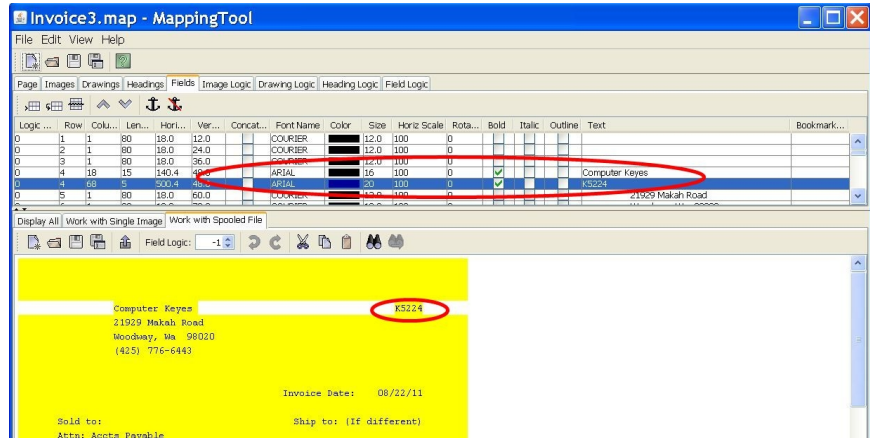 Invoice3.map - MappingTool
File Edit View Help
Page Images Drawings Headings Fields Image Logic Drawing Logic Heading Logic Field Logic
Logic ... Row Colu... Len... Hori... Ver... Concat... Font Name Color Size Horiz Scale Rota... Bold Italic Outline Text Bookmark...
0 1 1 80 18.0 12.0 COURIER 12.0 100 0
0 2 1 80 18.0 24.0 COURIER 12.0 100 0
0 3 1 80 18.0 36.0 COURIER 12.0 100 0
0 4 18 15 140.4 48.0 ARIAL 16 100 0 Computer Keyes
0 4 68 5 500.4 48.0 ARIAL 20 100 0 K5224
0 5 1 80 18.0 60.0 COURIER 12.0 100 0 21929 Makah Road
Display All Work with Single Image Work with Spooled File
Field Logic: -1
Computer Keyes K5224
21929 Makah Road
Woodway, Wa 98020
(425) 776-6443
Invoice Date: 08/22/11
Sold to: Ship to: (If different)
Attn: Accts Payable